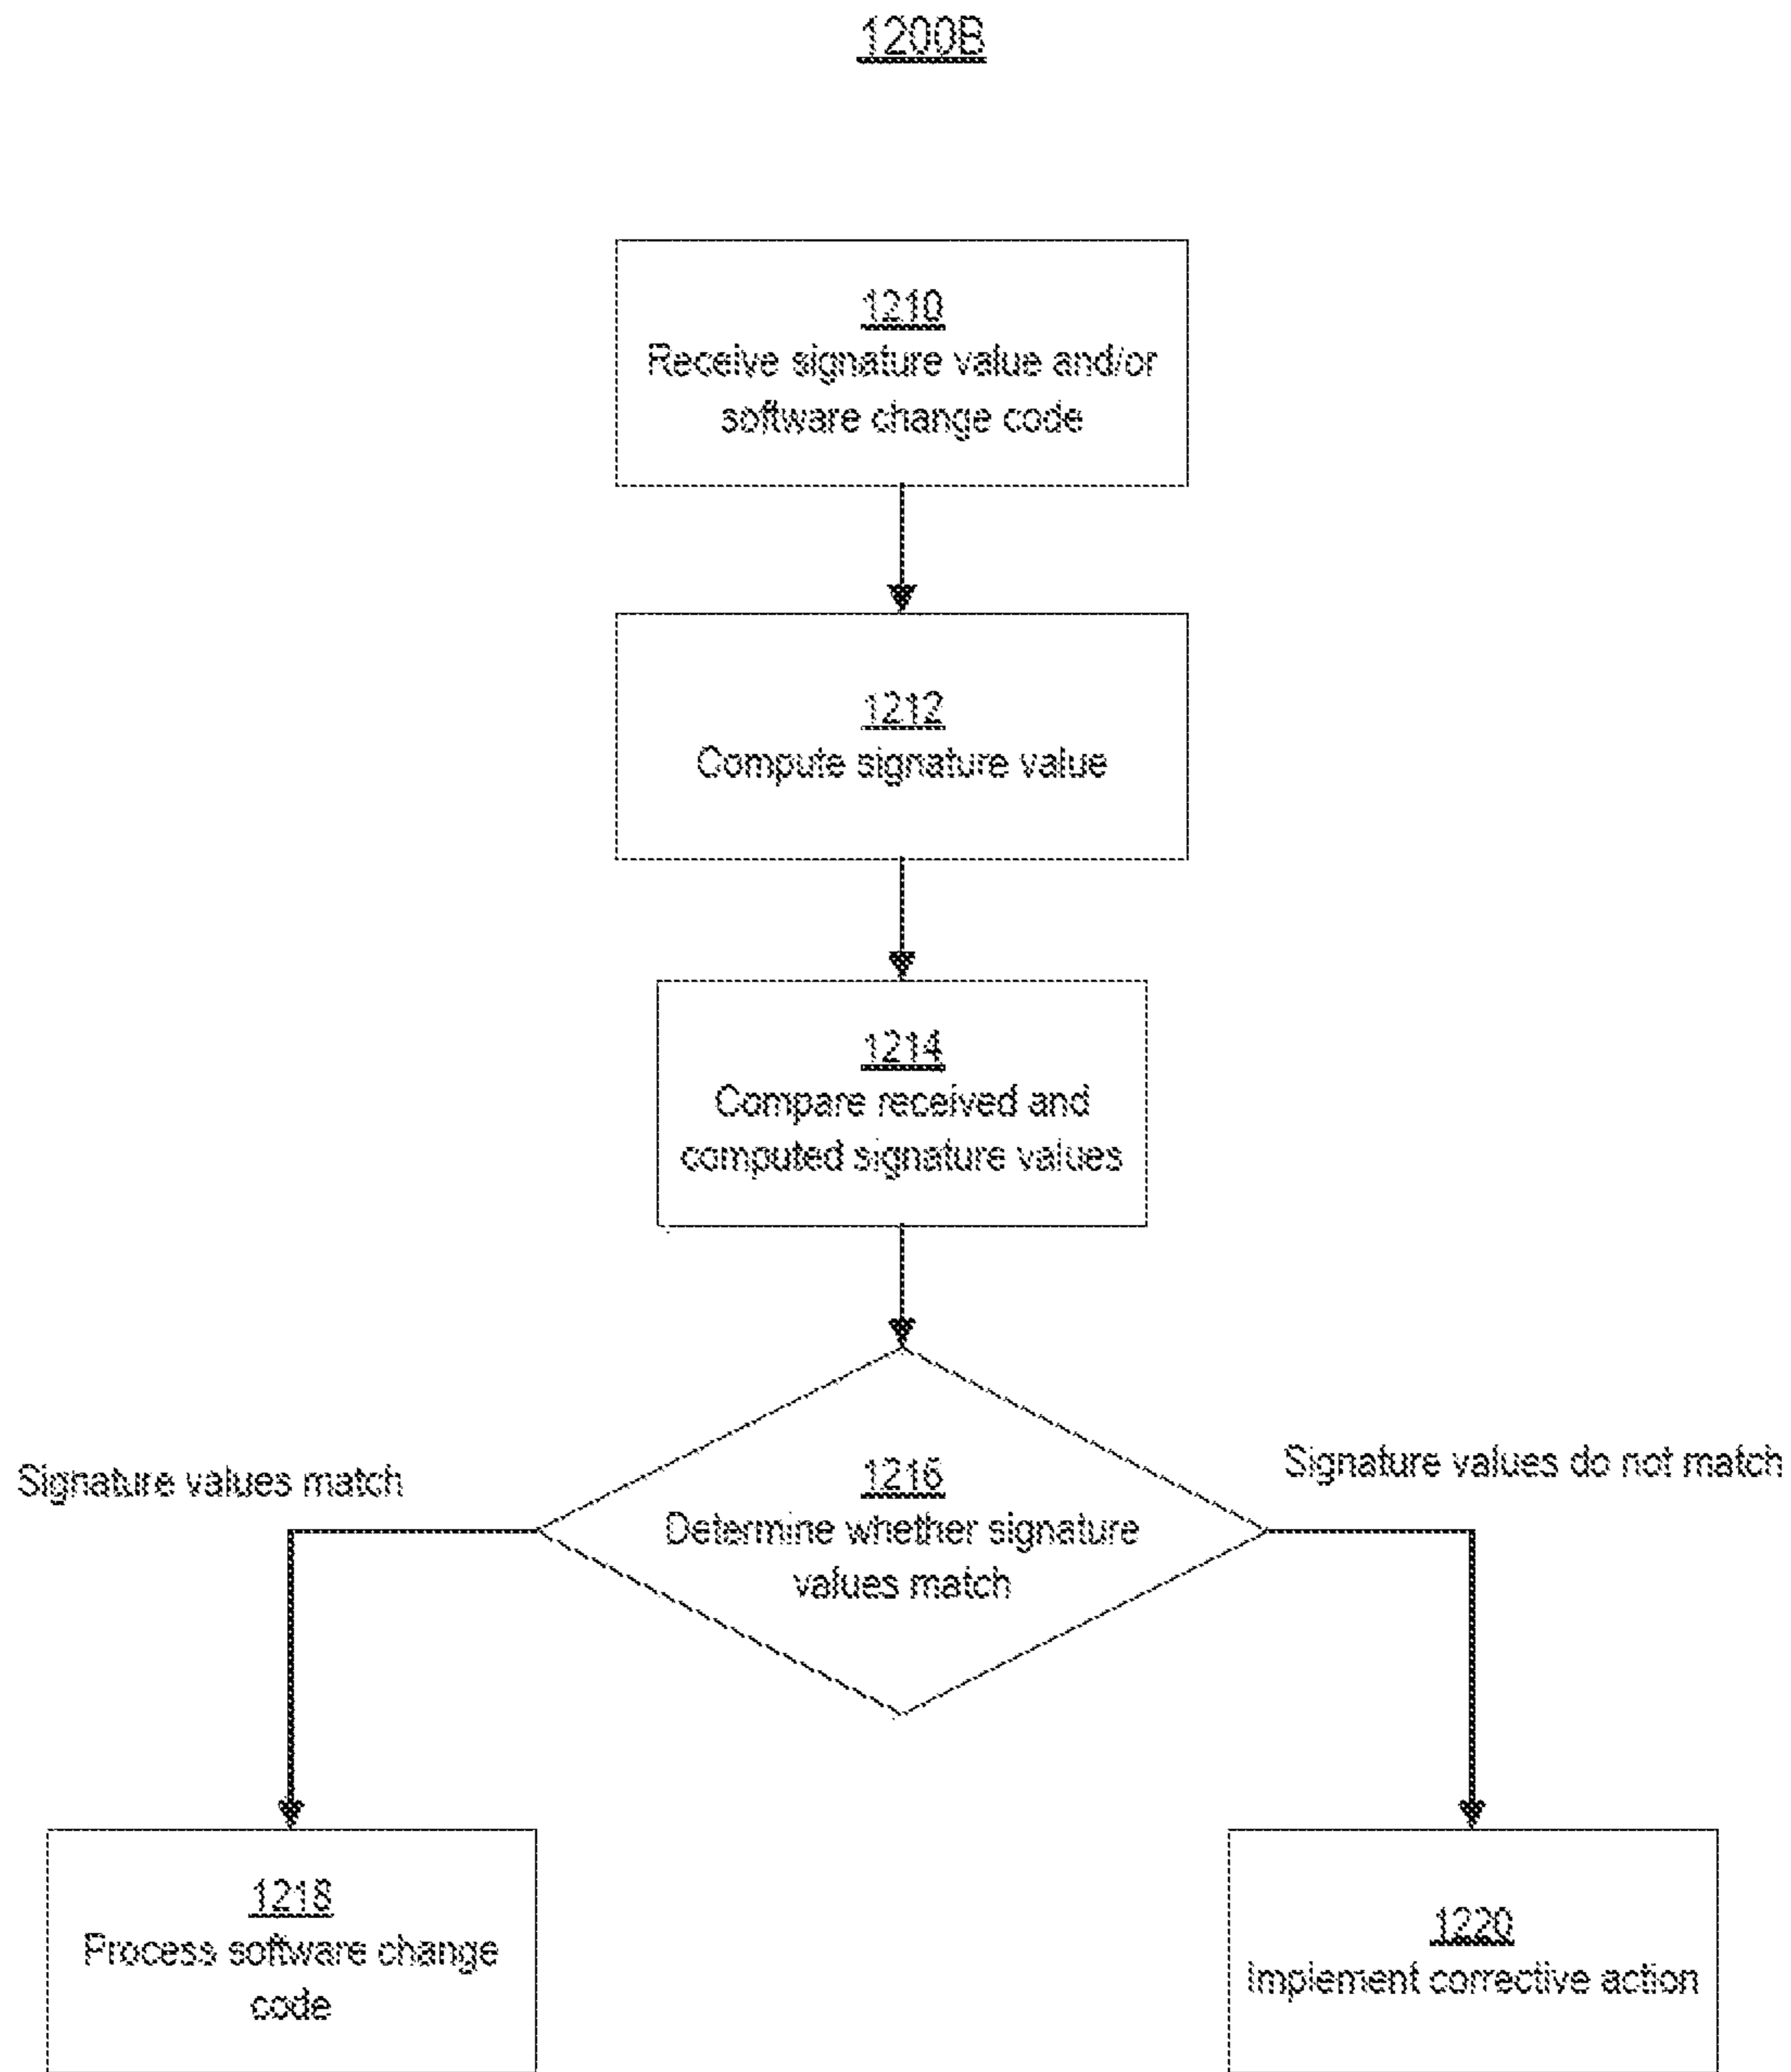 1200B
1210
Receive signature value and/or
software change code
1212
Compute signature value
1214
Compare received and
computed signature values
Signature values match
1216
Determine whether signature
values match
Signature values do not match
1218
Process software change
code
1220
Implement corrective action